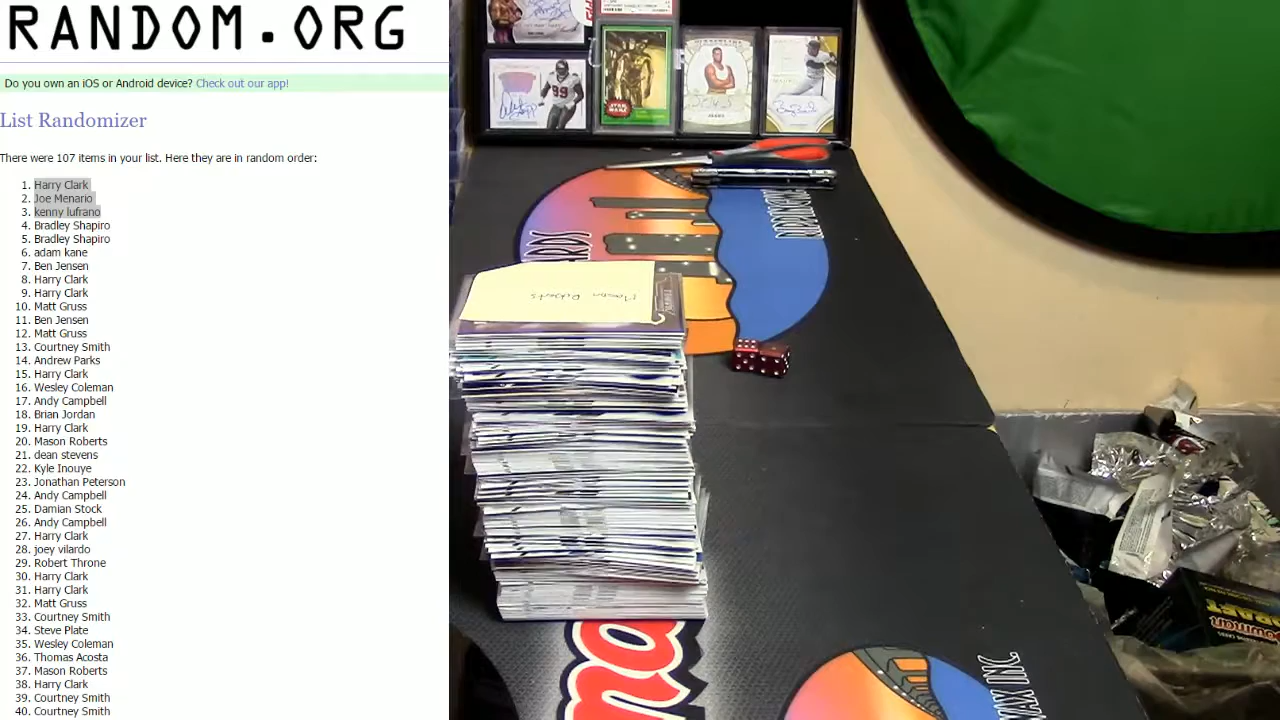 RANDOM.ORG
Do you own an iOS or Android device? Check out our app!
List Randomizer
There were 107 items in your list. Here they are in random order:
1. Harry Clark
2. Joe Menario
3. kenny lufrano
4. Bradley Shapiro
5. Bradley Shapiro
6. adam kane
7. Ben Jensen
8. Harry Clark
9. Harry Clark
10. Matt Gruss
11. Ben Jensen
12. Matt Gruss
13. Courtney Smith
14. Andrew Parks
15. Harry Clark
16. Wesley Coleman
17. Andy Campbell
18. Brian Jordan
19. Harry Clark
20. Mason Roberts
21. dean stevens
22. Kyle Inouye
23. Jonathan Peterson
24. Andy Campbell
25. Damian Stock
26. Andy Campbell
27. Harry Clark
28. joey vilardo
29. Robert Throne
30. Harry Clark
31. Harry Clark
32. Matt Gruss
33. Courtney Smith
34. Steve Plate
35. Wesley Coleman
36. Thomas Acosta
37. Mason Roberts
38. Harry Clark
39. Courtney Smith
40. Courtney Smith
99
STAR WARS
Mason Roberts
WAX INC